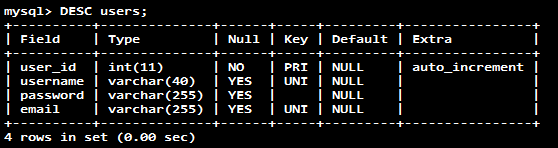 mysql> DESC users;
+----------+--------------+------+-----+---------+----------------+
| Field    | Type         | Null | Key | Default | Extra          |
+----------+--------------+------+-----+---------+----------------+
| user_id  | int(11)      | NO   | PRI | NULL    | auto_increment |
| username | varchar(40)  | YES  | UNI | NULL    |                |
| password | varchar(255) | YES  |     | NULL    |                |
| email    | varchar(255) | YES  | UNI | NULL    |                |
+----------+--------------+------+-----+---------+----------------+
4 rows in set (0.00 sec)